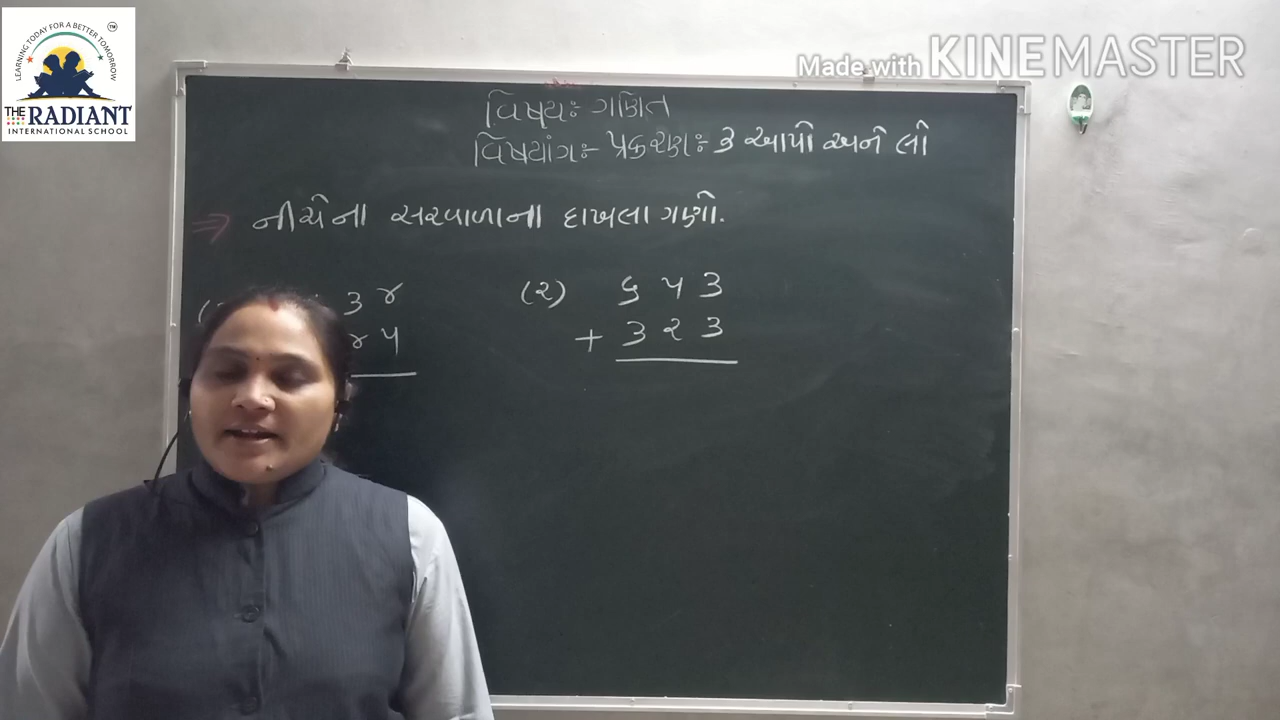 LEARNING TODAY FOR A BETTER TOMORROW
TM
THE RADIANT
INTERNATIONAL SCHOOL
Made with KINEMASTER
વિષય:- ગણિત
વિષયાંગ:- પ્રકરણ:- ૩ આપો અને લો
⇒ નીચેના સરવાળાના દાખલા ગણો.
૩ ૪
૪ ૫
(૨) ૬ ૫ ૩
+ ૩ ૨ ૩